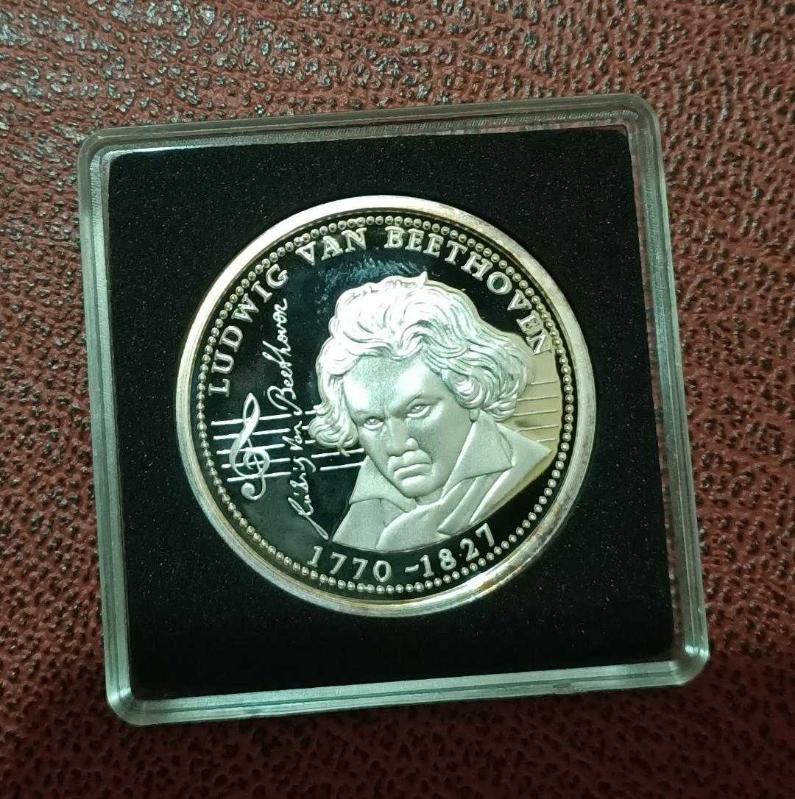 LUDWIG VAN BEETHOVEN
Ludwig Van Beethoven
1770 - 1827